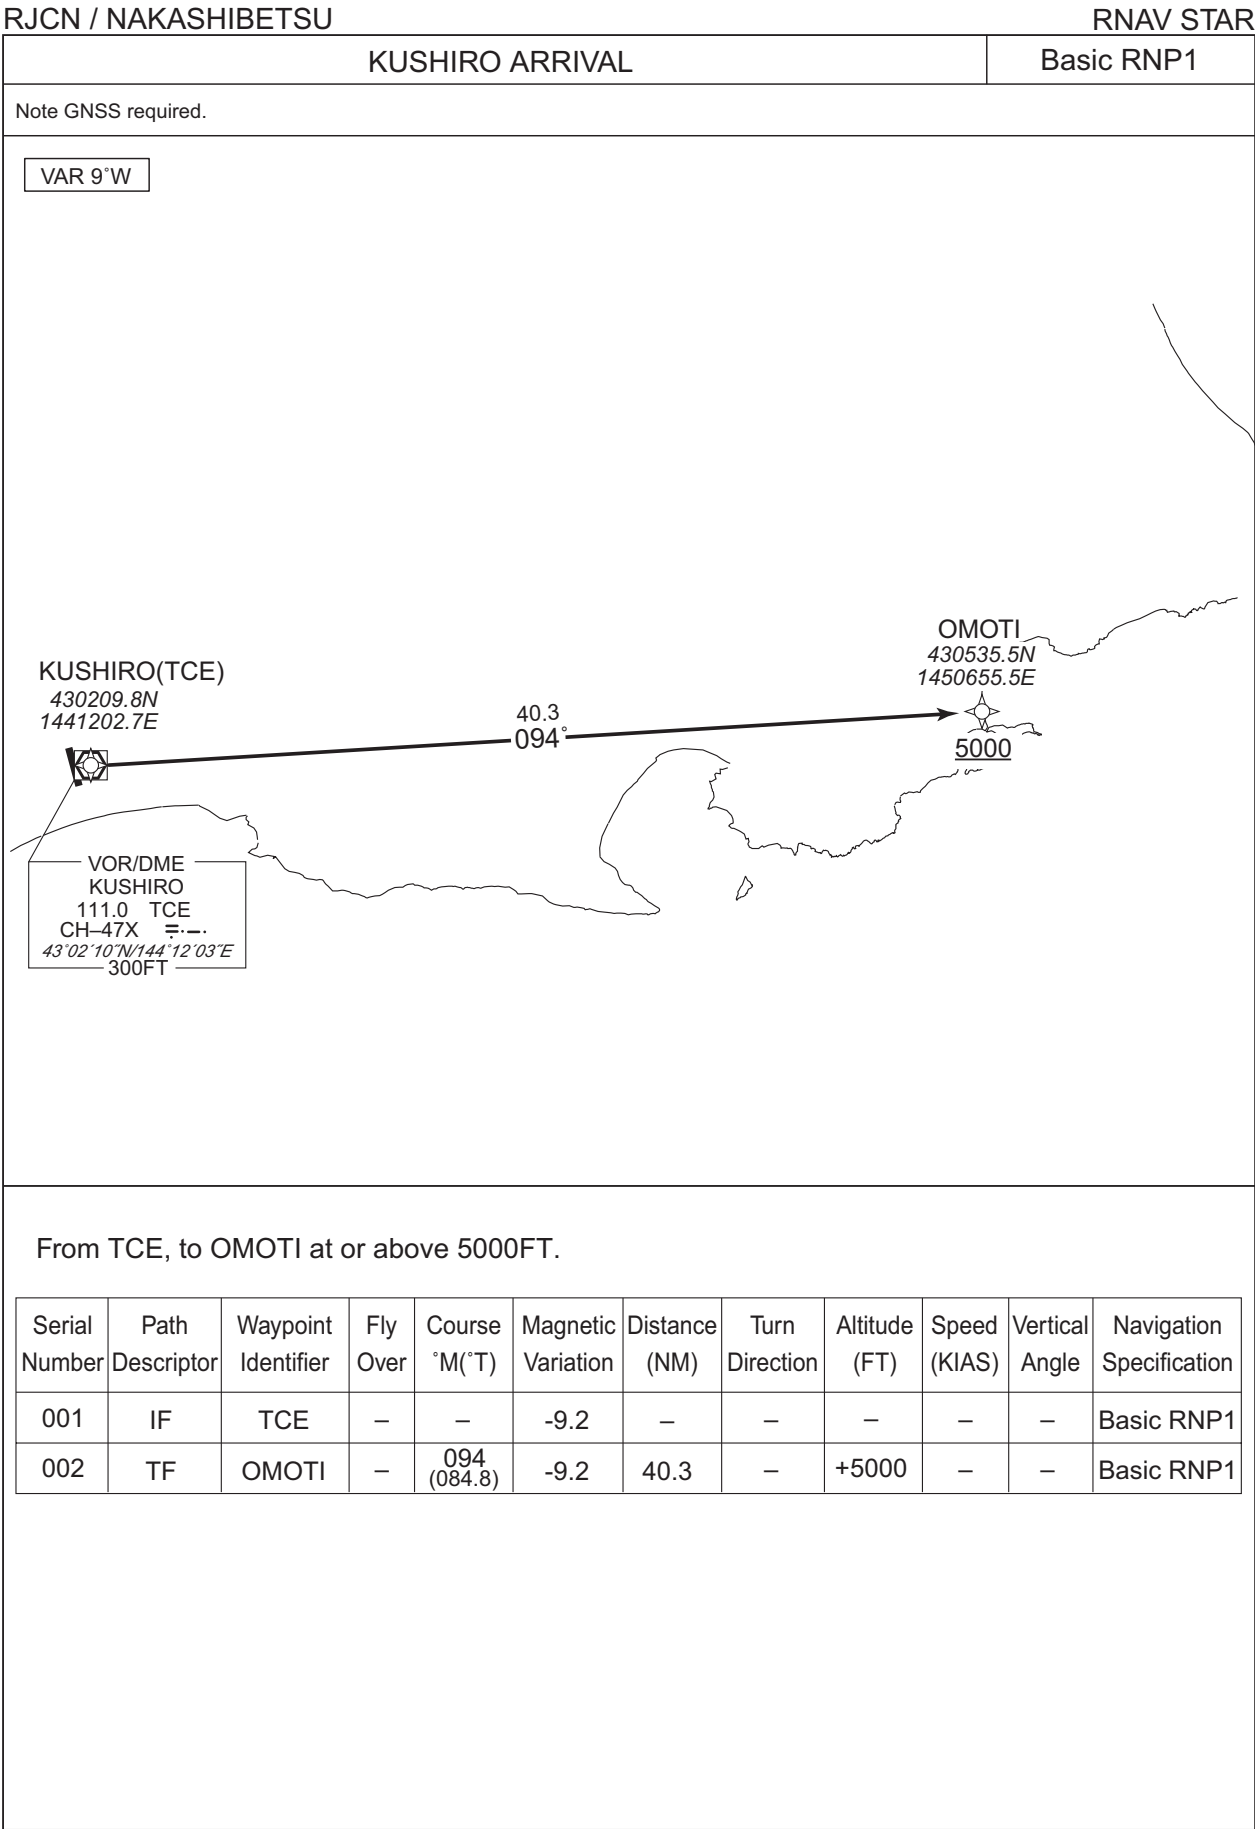 RJCN / NAKASHIBETSU RNAV STAR
KUSHIRO ARRIVAL Basic RNP1
Note GNSS required.
VAR 9˚W
OMOTI
430535.5N
1450655.5E
5000
KUSHIRO(TCE)
430209.8N
1441202.7E
40.3
094˚
VOR/DME
KUSHIRO
111.0 TCE
CH–47X
43˚02´10˝N/144˚12´03˝E
300FT
From TCE, to OMOTI at or above 5000FT.
Serial Number Path Descriptor Waypoint Identifier Fly Over Course ˚M(˚T) Magnetic Variation Distance (NM) Turn Direction Altitude (FT) Speed (KIAS) Vertical Angle Navigation Specification
001 IF TCE – – -9.2 – – – – – Basic RNP1
002 TF OMOTI – 094 (084.8) -9.2 40.3 – +5000 – – Basic RNP1